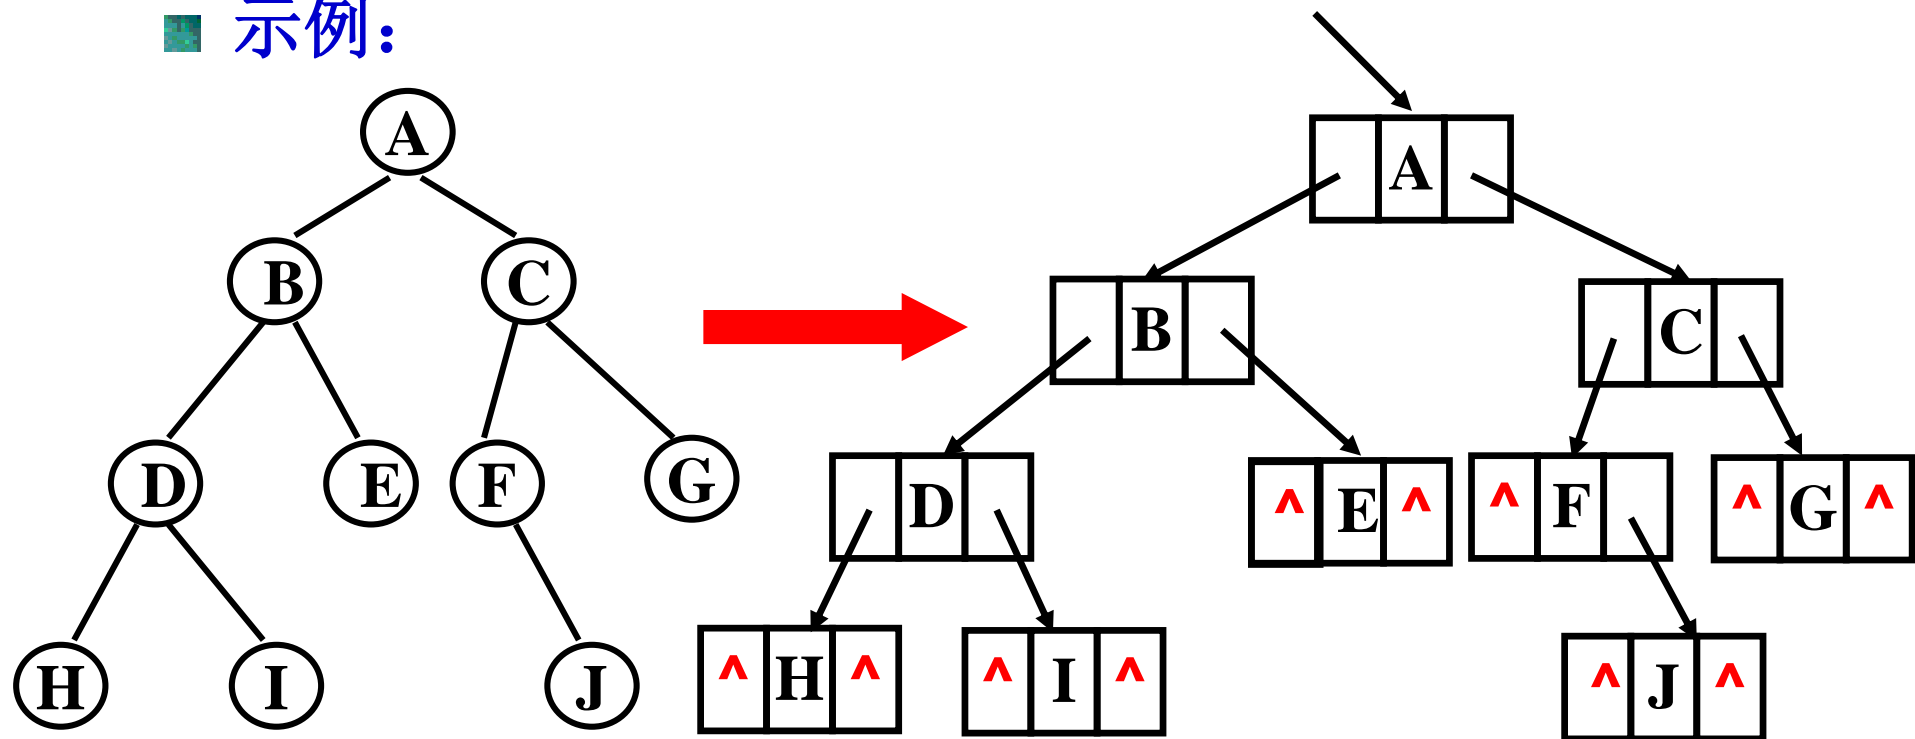 示例:
A
A
B
C
B
C
D
E
F
G
^ E ^
^ F
^ G ^
D
H
I
J
^ H ^
^ I ^
^ J ^